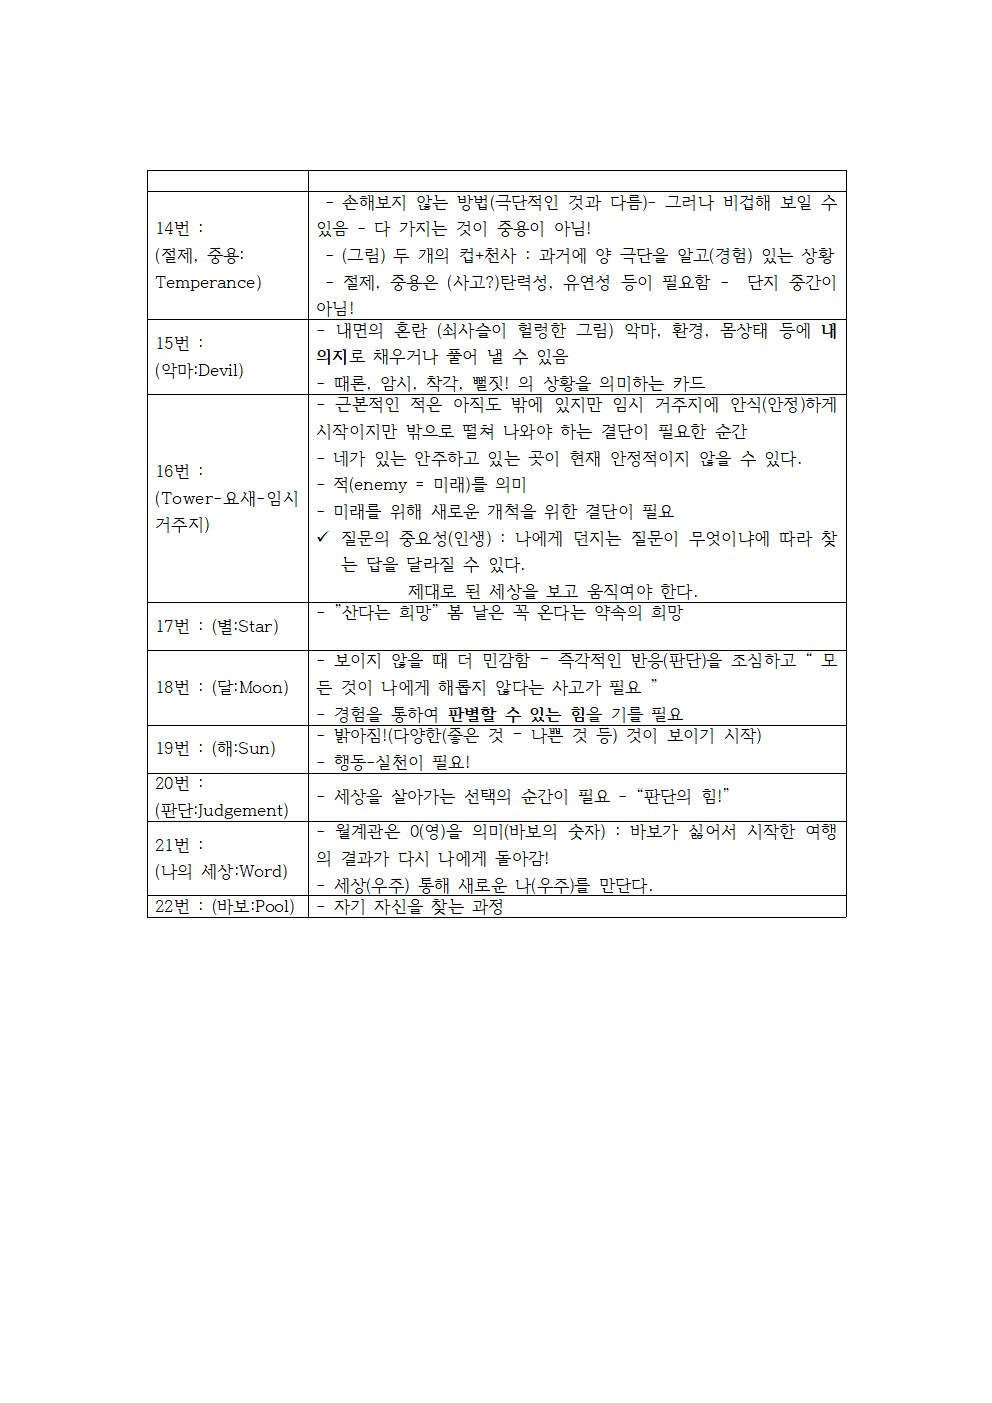 14번 :
(절제, 중용:
Temperance)
- 손해보지 않는 방법(극단적인 것과 다름)- 그러나 비겁해 보일 수
있음 - 다 가지는 것이 중용이 아님!
- (그림) 두 개의 컵+천사 : 과거에 양 극단을 알고(경험) 있는 상황
- 절제, 중용은 (사고?)탄력성, 유연성 등이 필요함 - 단지 중간이
아님!
15번 :
(악마:Devil)
- 내면의 혼란 (쇠사슬이 헐렁한 그림) 악마, 환경, 몸상태 등에 내
의지로 채우거나 풀어 낼 수 있음
- 때론, 암시, 착각, 뻘짓! 의 상황을 의미하는 카드
16번 :
(Tower-요새-임시
거주지)
- 근본적인 적은 아직도 밖에 있지만 임시 거주지에 안식(안정)하게
시작이지만 밖으로 떨쳐 나와야 하는 결단이 필요한 순간
- 네가 있는 안주하고 있는 곳이 현재 안정적이지 않을 수 있다.
- 적(enemy = 미래)를 의미
- 미래를 위해 새로운 개척을 위한 결단이 필요
✓ 질문의 중요성(인생) : 나에게 던지는 질문이 무엇이냐에 따라 찾
는 답을 달라질 수 있다.
제대로 된 세상을 보고 움직여야 한다.
17번 : (별:Star)
- ”산다는 희망” 봄 날은 꼭 온다는 약속의 희망
18번 : (달:Moon)
- 보이지 않을 때 더 민감함 - 즉각적인 반응(판단)을 조심하고 “ 모
든 것이 나에게 해롭지 않다는 사고가 필요 ”
- 경험을 통하여 판별할 수 있는 힘을 기를 필요
19번 : (해:Sun)
- 밝아짐!(다양한(좋은 것 - 나쁜 것 등) 것이 보이기 시작)
- 행동-실천이 필요!
20번 :
(판단:Judgement)
- 세상을 살아가는 선택의 순간이 필요 - “판단의 힘!”
21번 :
(나의 세상:Word)
- 월계관은 0(영)을 의미(바보의 숫자) : 바보가 싫어서 시작한 여행
의 결과가 다시 나에게 돌아감!
- 세상(우주) 통해 새로운 나(우주)를 만단다.
22번 : (바보:Pool)
- 자기 자신을 찾는 과정